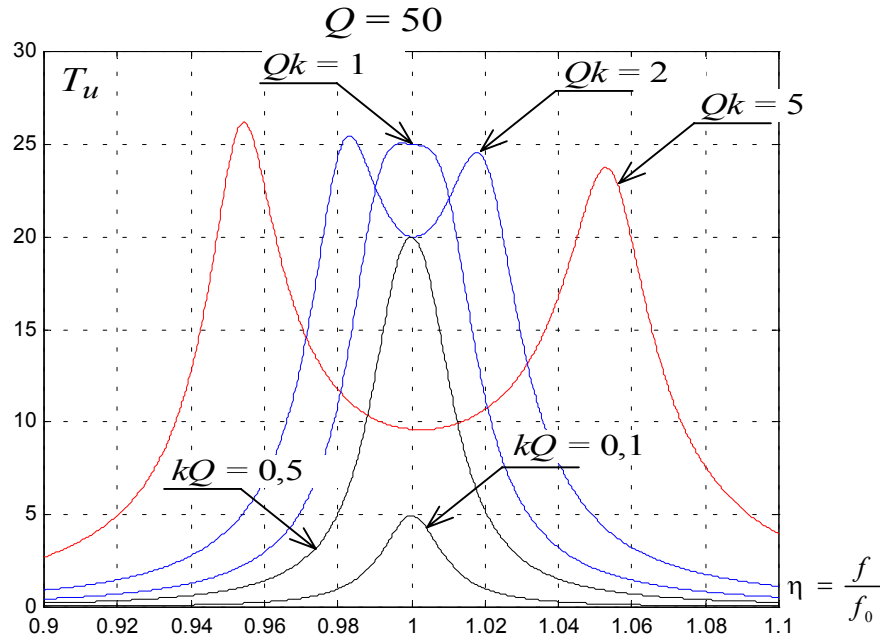 Q = 50
30
T_u
Qk = 1
Qk = 2
Qk = 5
25
20
15
10
kQ = 0,5
kQ = 0,1
5
η = f/f₀
0
0.9 0.92 0.94 0.96 0.98 1 1.02 1.04 1.06 1.08 1.1